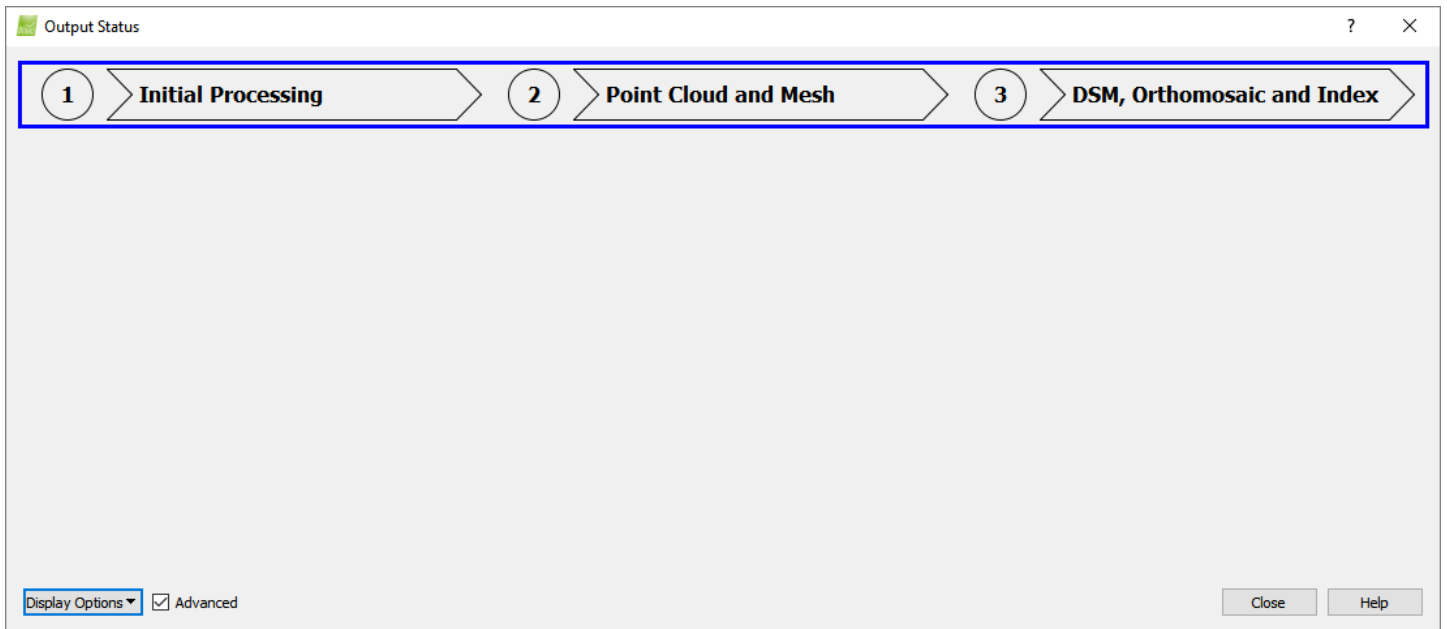 Output Status
1 Initial Processing 2 Point Cloud and Mesh 3 DSM, Orthomosaic and Index
Display Options Advanced Close Help